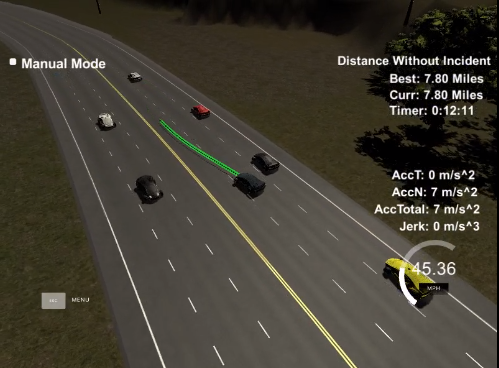 Manual Mode
Distance Without Incident
Best: 7.80 Miles
Curr: 7.80 Miles
Timer: 0:12:11
AccT: 0 m/s^2
AccN: 7 m/s^2
AccTotal: 7 m/s^2
Jerk: 0 m/s^3
45.36
MPH
MENU